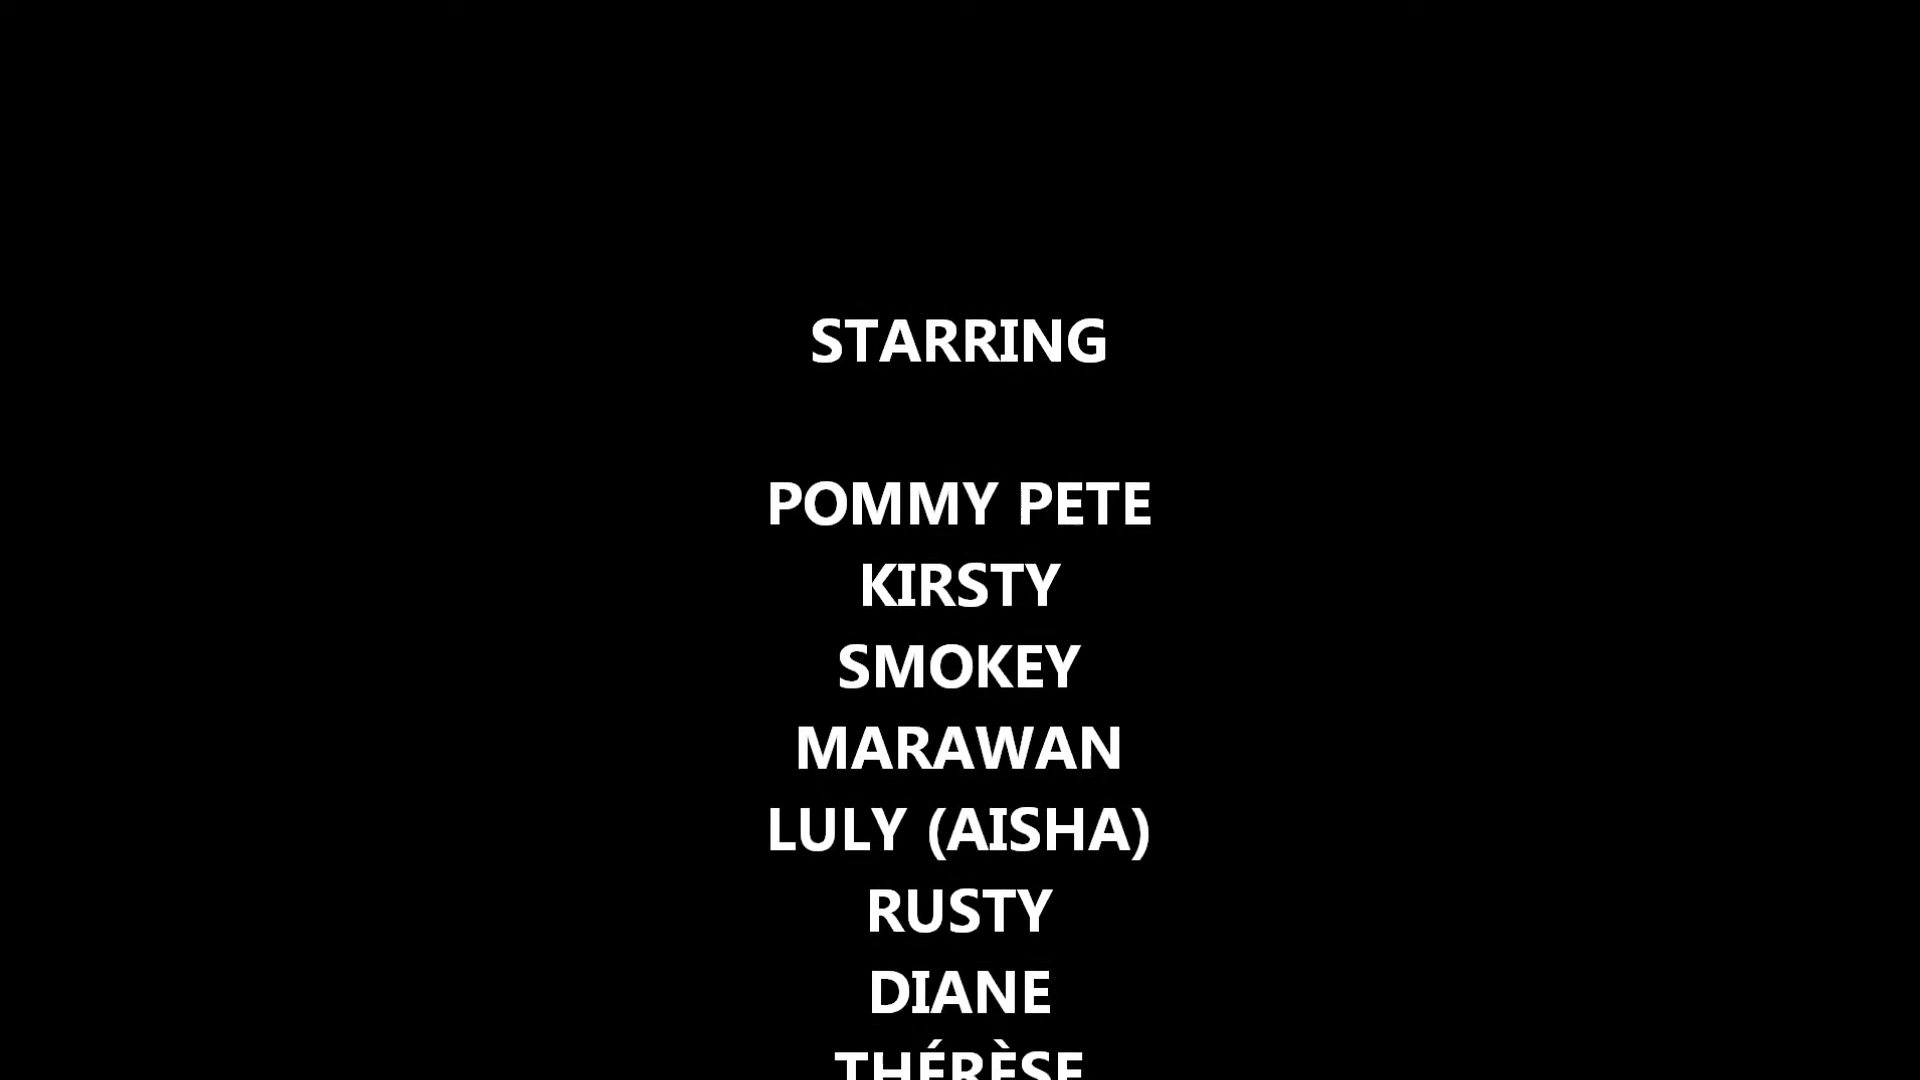 STARRING
POMMY PETE
KIRSTY
SMOKEY
MARAWAN
LULY (AISHA)
RUSTY
DIANE
THÉRÈSE